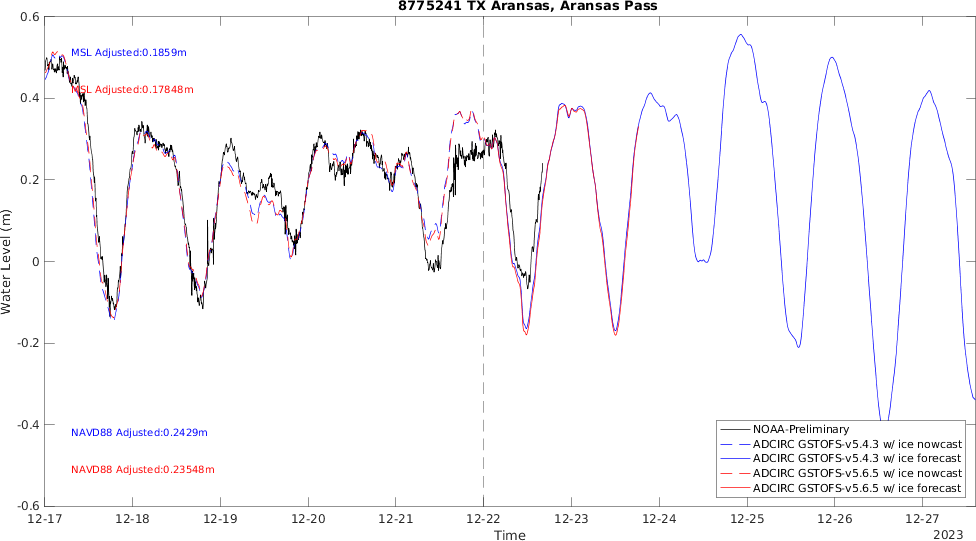 8775241 TX Aransas, Aransas Pass
0.6
MSL Adjusted:0.1859m
MSL Adjusted:0.17848m
0.4
0.2
0
-0.2
-0.4
-0.6
Water Level (m)
NAVD88 Adjusted:0.2429m
NAVD88 Adjusted:0.23548m
NOAA-Preliminary
ADCIRC GSTOFS-v5.4.3 w/ ice nowcast
ADCIRC GSTOFS-v5.4.3 w/ ice forecast
ADCIRC GSTOFS-v5.6.5 w/ ice nowcast
ADCIRC GSTOFS-v5.6.5 w/ ice forecast
12-17 12-18 12-19 12-20 12-21 12-22 12-23 12-24 12-25 12-26 12-27
Time
2023